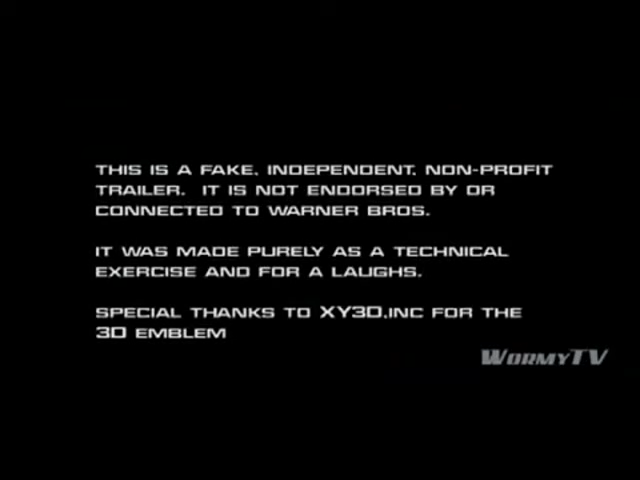 THIS IS A FAKE, INDEPENDENT, NON-PROFIT
TRAILER. IT IS NOT ENDORSED BY OR
CONNECTED TO WARNER BROS.
IT WAS MADE PURELY AS A TECHNICAL
EXERCISE AND FOR A LAUGHS.
SPECIAL THANKS TO XY3D.INC FOR THE
3D EMBLEM
WORMYTV